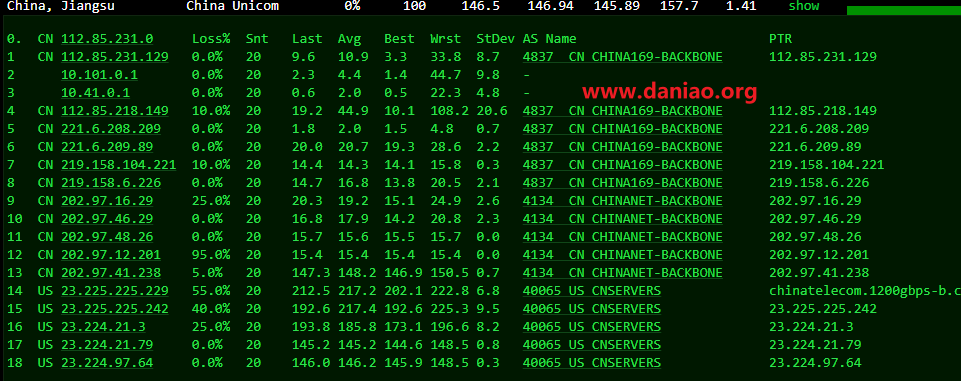 China, Jiangsu China Unicom 0% 100 146.5 146.94 145.89 157.7 1.41 show
0. CN 112.85.231.0 Loss% Snt Last Avg Best Wrst StDev AS Name PTR
1 CN 112.85.231.129 0.0% 20 9.6 10.9 3.3 33.8 8.7 4837 CN CHINA169-BACKBONE 112.85.231.129
2 10.101.0.1 0.0% 20 2.3 4.4 1.4 44.7 9.8 -
3 10.41.0.1 0.0% 20 0.6 2.0 0.5 22.3 4.8 -
www.daniao.org
4 CN 112.85.218.149 10.0% 20 19.2 44.9 10.1 108.2 20.6 4837 CN CHINA169-BACKBONE 112.85.218.149
5 CN 221.6.208.209 0.0% 20 1.8 2.0 1.5 4.8 0.7 4837 CN CHINA169-BACKBONE 221.6.208.209
6 CN 221.6.209.89 0.0% 20 20.0 20.7 19.3 28.6 2.2 4837 CN CHINA169-BACKBONE 221.6.209.89
7 CN 219.158.104.221 10.0% 20 14.4 14.3 14.1 15.8 0.3 4837 CN CHINA169-BACKBONE 219.158.104.221
8 CN 219.158.6.226 0.0% 20 14.7 16.8 13.8 20.5 2.1 4837 CN CHINA169-BACKBONE 219.158.6.226
9 CN 202.97.16.29 25.0% 20 20.3 19.2 15.1 24.9 2.6 4134 CN CHINANET-BACKBONE 202.97.16.29
10 CN 202.97.46.29 0.0% 20 16.8 17.9 14.2 20.8 2.3 4134 CN CHINANET-BACKBONE 202.97.46.29
11 CN 202.97.48.26 0.0% 20 15.7 15.6 15.5 15.7 0.0 4134 CN CHINANET-BACKBONE 202.97.48.26
12 CN 202.97.12.201 95.0% 20 15.4 15.4 15.4 15.4 0.0 4134 CN CHINANET-BACKBONE 202.97.12.201
13 CN 202.97.41.238 5.0% 20 147.3 148.2 146.9 150.5 0.7 4134 CN CHINANET-BACKBONE 202.97.41.238
14 US 23.225.225.229 55.0% 20 212.5 217.2 202.1 222.8 6.8 40065 US CNSERVERS chinatelecom.1200gbps-b.c
15 US 23.225.225.242 40.0% 20 192.6 217.4 192.6 225.3 9.5 40065 US CNSERVERS 23.225.225.242
16 US 23.224.21.3 25.0% 20 193.8 185.8 173.1 196.6 8.2 40065 US CNSERVERS 23.224.21.3
17 US 23.224.21.79 0.0% 20 145.2 145.2 144.6 148.5 0.8 40065 US CNSERVERS 23.224.21.79
18 US 23.224.97.64 0.0% 20 146.0 146.2 145.9 148.5 0.3 40065 US CNSERVERS 23.224.97.64